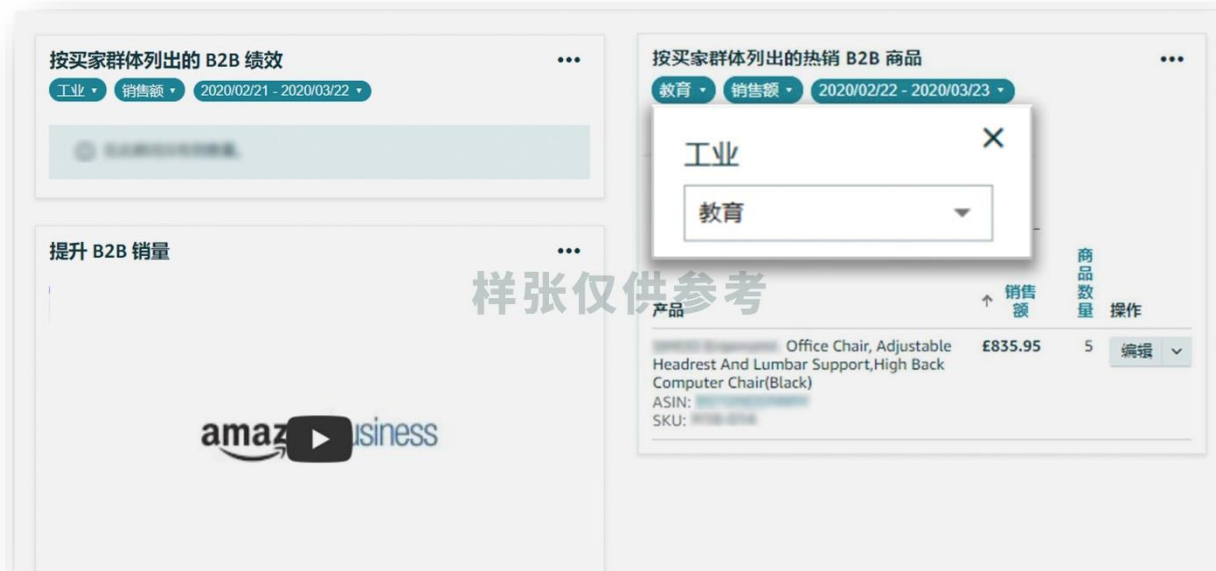 按买家群体列出的 B2B 绩效
工业
销售额
2020/02/21 - 2020/03/22
提升 B2B 销量
amaz
usiness
按买家群体列出的热销 B2B 商品
教育
销售额
2020/02/22 - 2020/03/23
工业
教育
样张仅供参考
产品
销售
额
商
品
数
量
操作
Office Chair, Adjustable
Headrest And Lumbar Support,High Back
Computer Chair(Black)
ASIN:
SKU:
£835.95
5
编辑